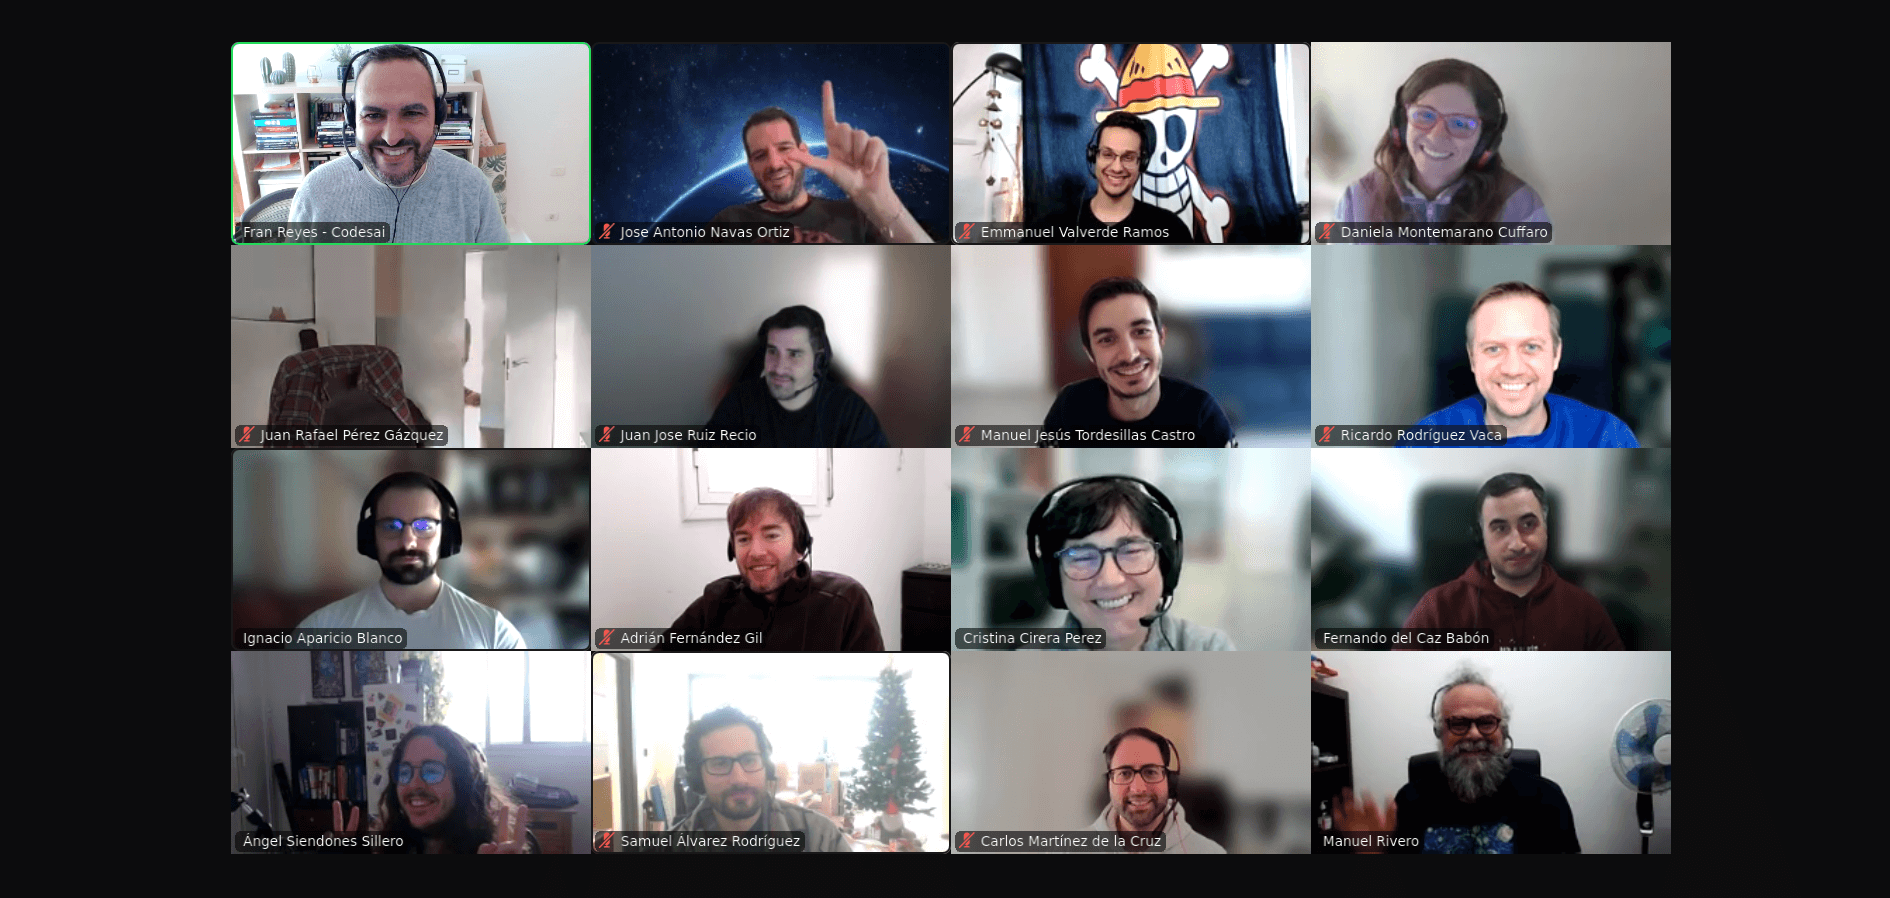 Fran Reyes - Codesai
Jose Antonio Navas Ortiz
Emmanuel Valverde Ramos
Daniela Montemarano Cuffaro
Juan Rafael Pérez Gázquez
Juan Jose Ruiz Recio
Manuel Jesús Tordesillas Castro
Ricardo Rodríguez Vaca
Ignacio Aparicio Blanco
Adrián Fernández Gil
Cristina Cirera Perez
Fernando del Caz Babón
Ángel Siendones Sillero
Samuel Álvarez Rodríguez
Carlos Martínez de la Cruz
Manuel Rivero